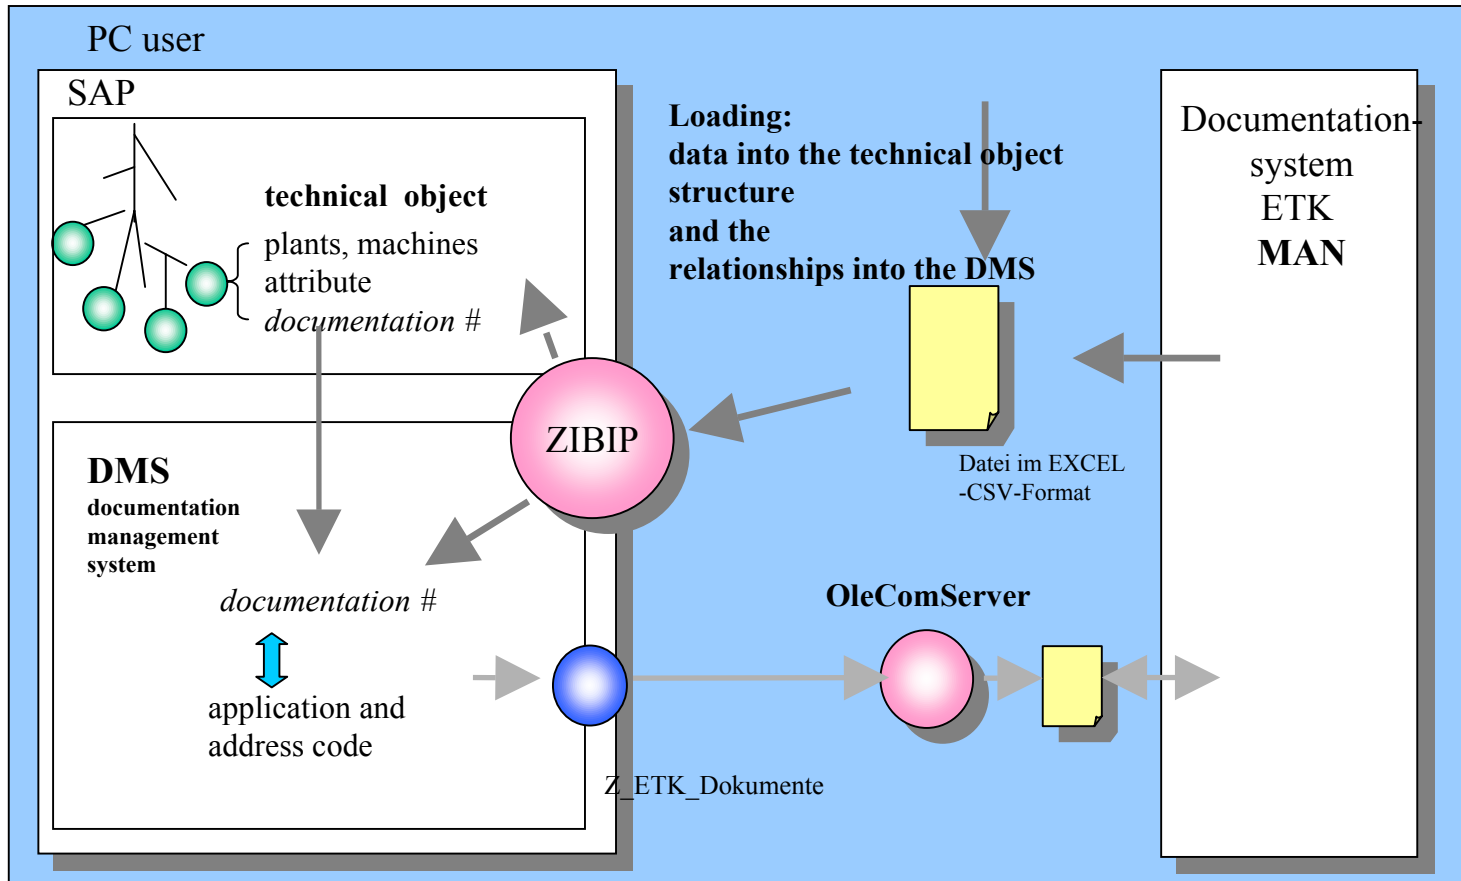 PC user
SAP
technical object
plants, machines
attribute
documentation #
DMS
documentation
management
system
documentation #
application and
address code
ZIBIP
Loading:
data into the technical object
structure
and the
relationships into the DMS
Datei im EXCEL
-CSV-Format
OleComServer
Z_ETK_Dokumente
Documentation-
system
ETK
MAN